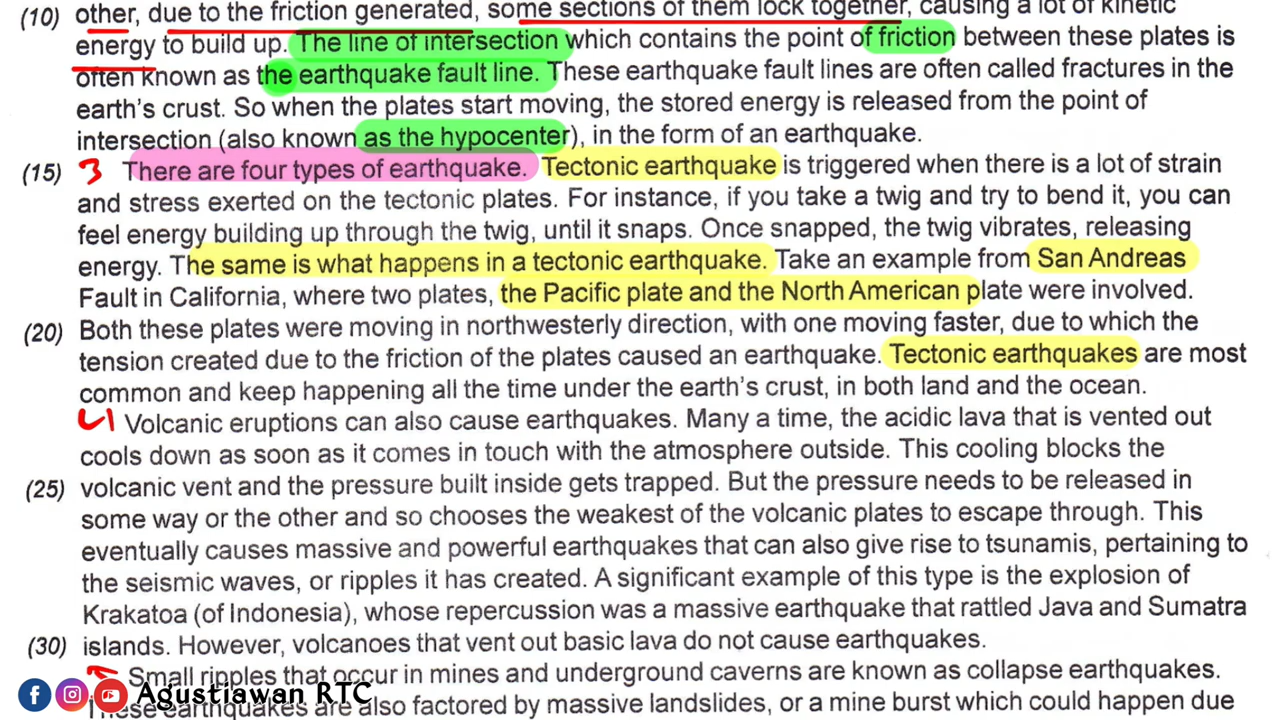 (10) other, due to the friction generated, some sections of them lock together, causing a lot of kinetic
energy to build up. The line of intersection which contains the point of friction between these plates is
often known as the earthquake fault line. These earthquake fault lines are often called fractures in the
earth's crust. So when the plates start moving, the stored energy is released from the point of
intersection (also known as the hypocenter), in the form of an earthquake.
(15) 3 There are four types of earthquake. Tectonic earthquake is triggered when there is a lot of strain
and stress exerted on the tectonic plates. For instance, if you take a twig and try to bend it, you can
feel energy building up through the twig, until it snaps. Once snapped, the twig vibrates, releasing
energy. The same is what happens in a tectonic earthquake. Take an example from San Andreas
Fault in California, where two plates, the Pacific plate and the North American plate were involved.
(20) Both these plates were moving in northwesterly direction, with one moving faster, due to which the
tension created due to the friction of the plates caused an earthquake. Tectonic earthquakes are most
common and keep happening all the time under the earth's crust, in both land and the ocean.
4 Volcanic eruptions can also cause earthquakes. Many a time, the acidic lava that is vented out
cools down as soon as it comes in touch with the atmosphere outside. This cooling blocks the
(25) volcanic vent and the pressure built inside gets trapped. But the pressure needs to be released in
some way or the other and so chooses the weakest of the volcanic plates to escape through. This
eventually causes massive and powerful earthquakes that can also give rise to tsunamis, pertaining to
the seismic waves, or ripples it has created. A significant example of this type is the explosion of
Krakatoa (of Indonesia), whose repercussion was a massive earthquake that rattled Java and Sumatra
(30) islands. However, volcanoes that vent out basic lava do not cause earthquakes.
Small ripples that occur in mines and underground caverns are known as collapse earthquakes.
Agustiawan RTC
These earthquakes are also factored by massive landslides, or a mine burst which could happen due